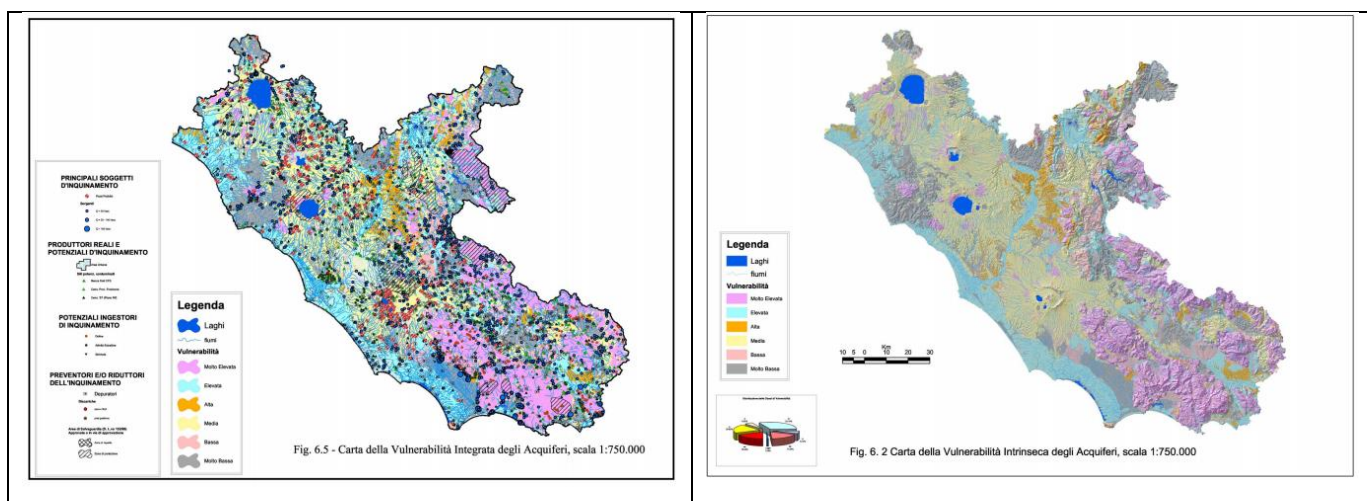 PRINCIPALI SOGGETTI
D'INQUINAMENTO
Sorgenti
PRODUTTORI REALI E
POTENZIALI D'INQUINAMENTO
POTENZIALI INGESTORI
DI INQUINAMENTO
PREVENTORI E/O RIDUTTORI
DELL'INQUINAMENTO
Depuratori
Discariche
Legenda
Laghi
fiumi
Vulnerabilità
Molto Elevata
Elevata
Alta
Media
Bassa
Molto Bassa
Fig. 6.5 - Carta della Vulnerabilità Integrata degli Acquiferi, scala 1:750.000
Legenda
Laghi
fiumi
Vulnerabilità
Molto Elevata
Elevata
Alta
Media
Bassa
Molto Bassa
Km
10 5 0 10 20 30
Fig. 6. 2 Carta della Vulnerabilità Intrinseca degli Acquiferi, scala 1:750.000